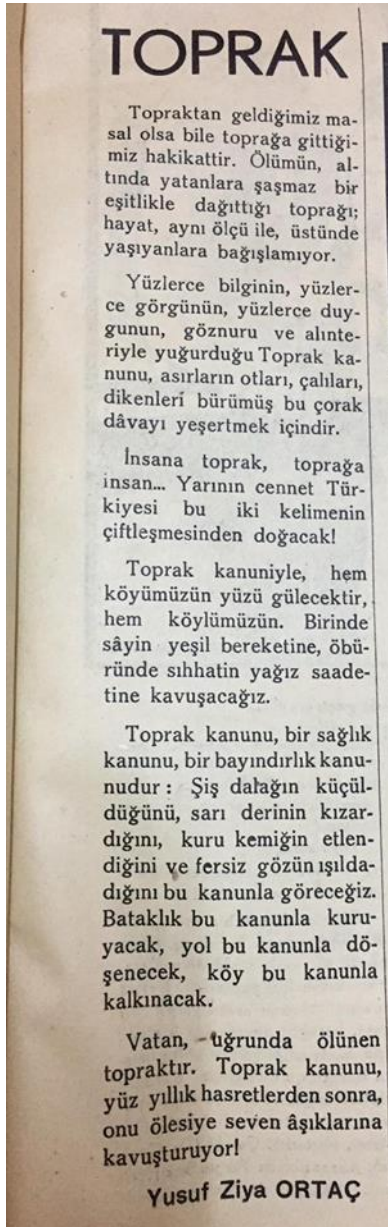 TOPRAK
Topraktan geldiğimiz ma-
sal olsa bile toprağa gittiği-
miz hakikattir. Ölümün, al-
tında yatanlara şaşmaz bir
eşitlikle dağıttığı toprağı;
hayat, aynı ölçü ile, üstünde
yaşıyanlara bağışlamıyor.
Yüzlerce bilginin, yüzler-
ce görgünün, yüzlerce duy-
gunun, göznuru ve alınte-
riyle yuğurduğu Toprak ka-
nunu, asırların otları, çalıları,
dikenleri bürümüş bu çorak
dâvayı yeşertmek içindir.
İnsana toprak, toprağa
insan... Yarının cennet Tür-
kiyesi bu iki kelimenin
çiftleşmesinden doğacak!
Toprak kanuniyle, hem
köyümüzün yüzü gülecektir,
hem köylümüzün. Birinde
sâyin yeşil bereketine, öbü-
ründe sıhhatin yağız saade-
tine kavuşacağız.
Toprak kanunu, bir sağlık
kanunu, bir bayındırlık kanu-
nudur : Şiş dalağın küçül-
düğünü, sarı derinin kızar-
dığını, kuru kemiğin etlen-
diğini ve fersiz gözün ışılda-
dığını bu kanunla göreceğiz.
Bataklık bu kanunla kuru-
yacak, yol bu kanunla dö-
şenecek, köy bu kanunla
kalkınacak.
Vatan, uğrunda ölünen
topraktır. Toprak kanunu,
yüz yıllık hasretlerden sonra,
onu ölesiye seven âşıklarına
kavuşturuyor!
Yusuf Ziya ORTAÇ